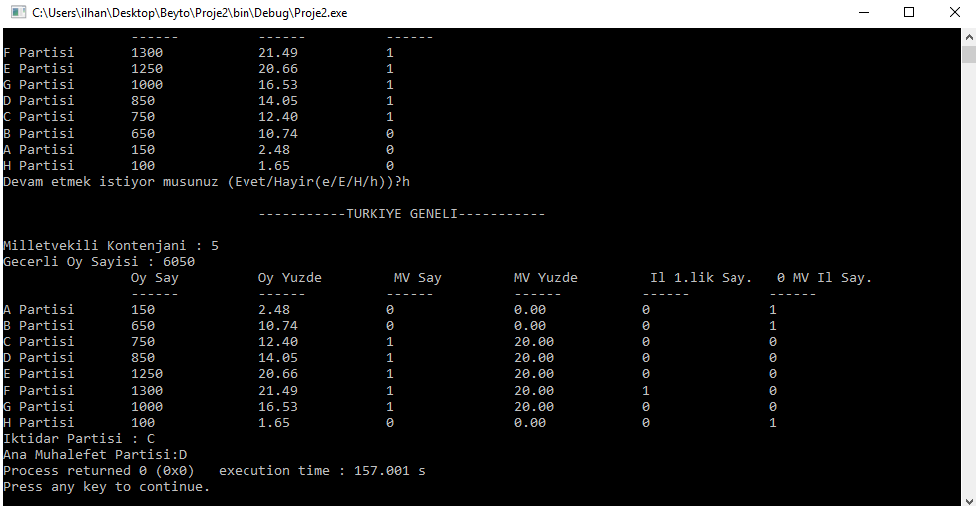 C:\Users\ilhan\Desktop\Beyto\Proje2\bin\Debug\Proje2.exe
------ ------ ------
F Partisi 1300 21.49 1
E Partisi 1250 20.66 1
G Partisi 1000 16.53 1
D Partisi 850 14.05 1
C Partisi 750 12.40 1
B Partisi 650 10.74 0
A Partisi 150 2.48 0
H Partisi 100 1.65 0
Devam etmek istiyor musunuz (Evet/Hayir(e/E/H/h))?h
-----------TURKIYE GENELI-----------
Milletvekili Kontenjani : 5
Gecerli Oy Sayisi : 6050
Oy Say Oy Yuzde MV Say MV Yuzde Il 1.lik Say. 0 MV Il Say.
------ ------ ------ ------ ------ ------
A Partisi 150 2.48 0 0.00 0 1
B Partisi 650 10.74 0 0.00 0 1
C Partisi 750 12.40 1 20.00 0 0
D Partisi 850 14.05 1 20.00 0 0
E Partisi 1250 20.66 1 20.00 0 0
F Partisi 1300 21.49 1 20.00 1 0
G Partisi 1000 16.53 1 20.00 0 0
H Partisi 100 1.65 0 0.00 0 1
Iktidar Partisi : C
Ana Muhalefet Partisi:D
Process returned 0 (0x0) execution time : 157.001 s
Press any key to continue.